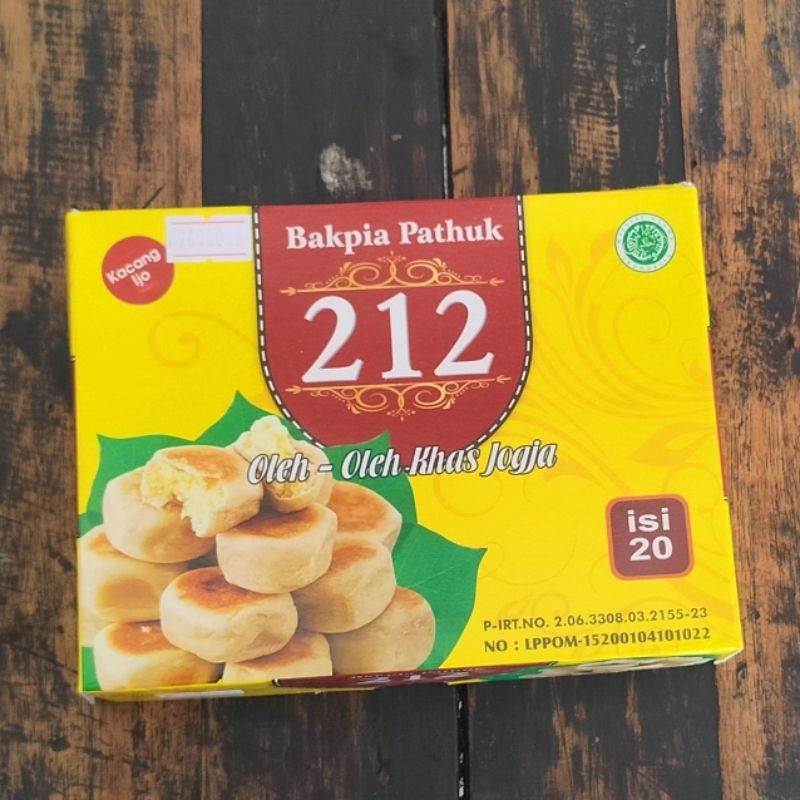 Kacang
Ijo
Bakpia Pathuk
212
Oleh - Oleh Khas Jogja
isi
20
P-IRT.NO. 2.06.3308.03.2155-23
NO : LPPOM-15200104101022